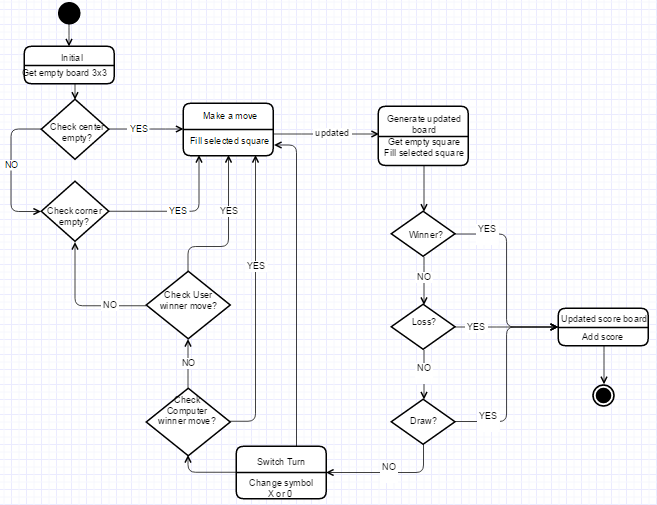 Initial
Get empty board 3x3
Check center
empty?
YES
NO
Check corner
empty?
YES
Make a move
Fill selected square
updated
Generate updated
board
Get empty square
Fill selected square
YES
YES
Check User
winner move?
NO
NO
Check
Computer
winner move?
Switch Turn
Change symbol
X or 0
NO
Winner?
YES
NO
Loss?
YES
NO
Draw?
YES
Updated score board
Add score